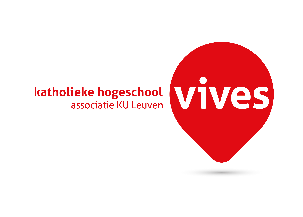 katholieke hogeschool
associatie KU Leuven
vives